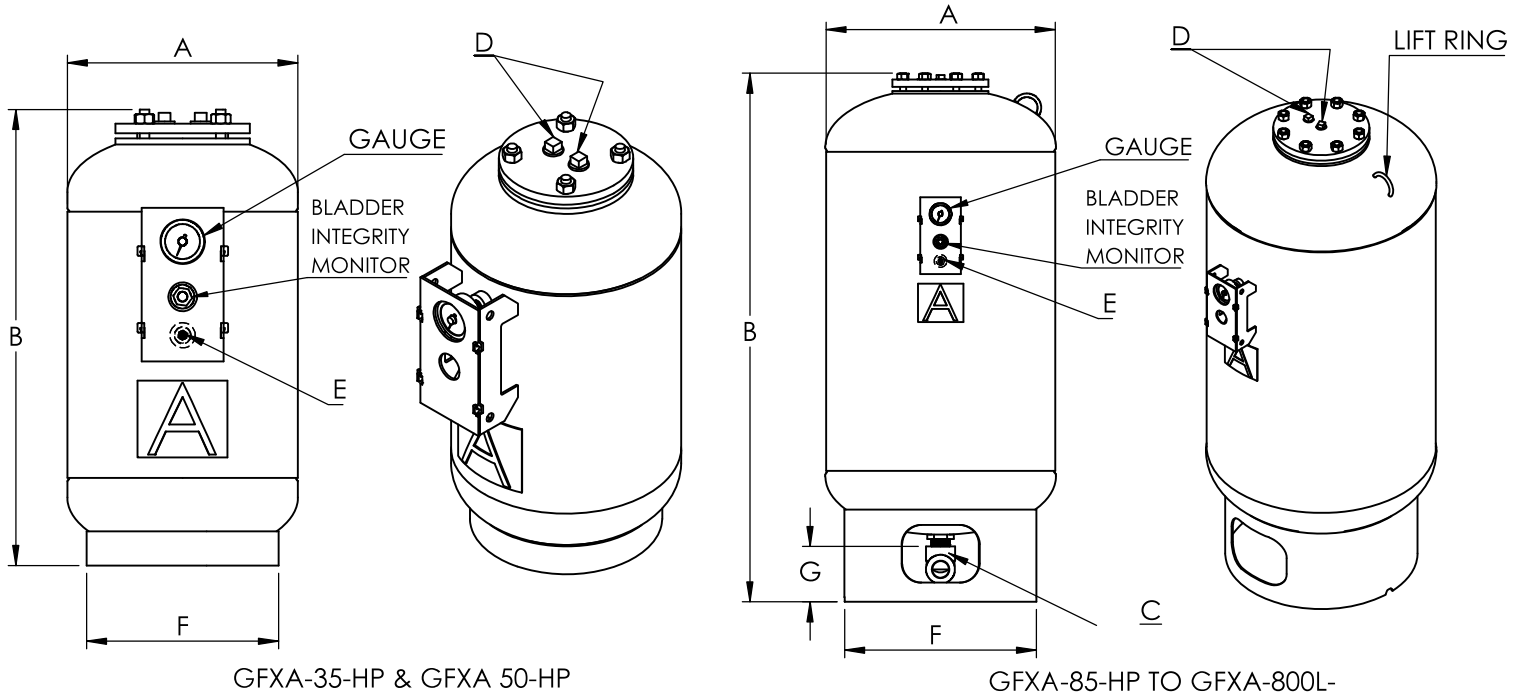 A
D
GAUGE
BLADDER
INTEGRITY
MONITOR
B
E
A
A
F
GFXA-35-HP & GFXA 50-HP
A
D
LIFT RING
GAUGE
BLADDER
INTEGRITY
MONITOR
E
A
A
B
G
C
F
GFXA-85-HP TO GFXA-800L-